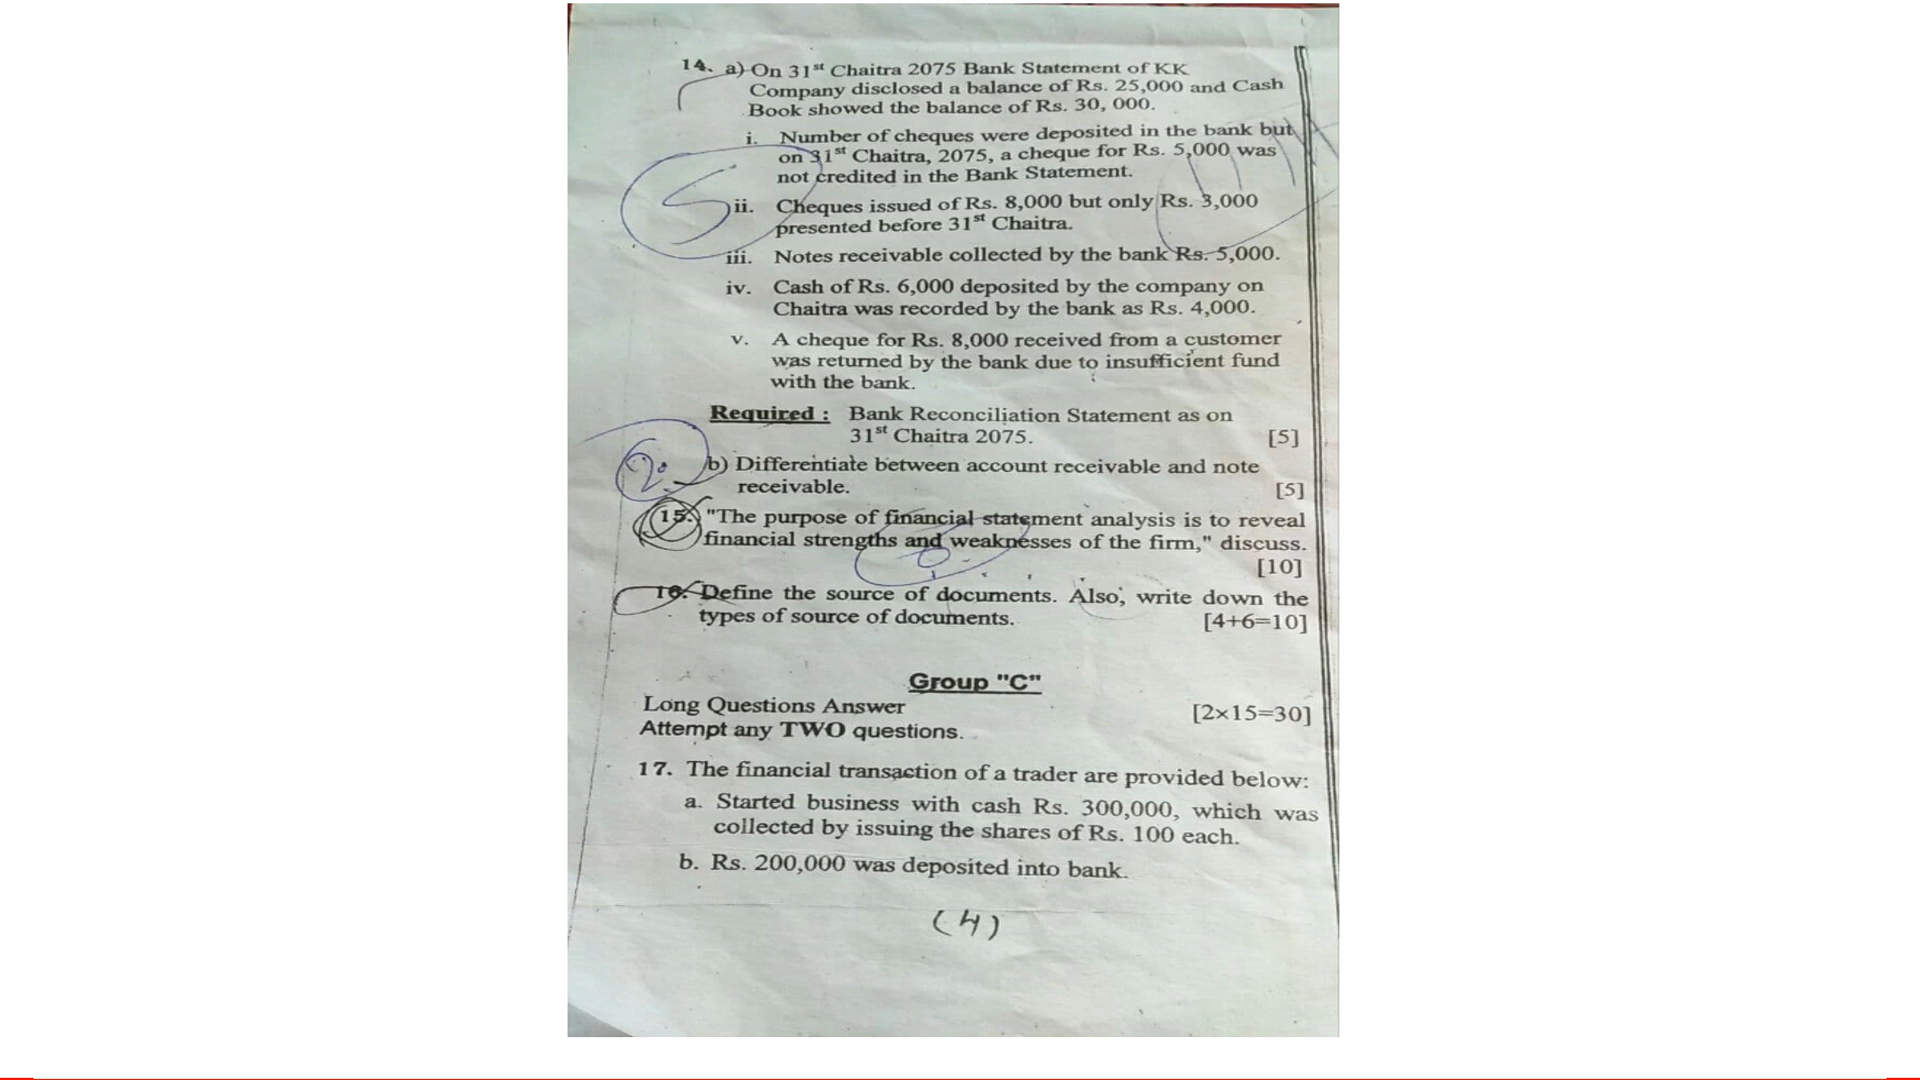 14. a) On 31st Chaitra 2075 Bank Statement of KK
Company disclosed a balance of Rs. 25,000 and Cash
Book showed the balance of Rs. 30, 000.
i. Number of cheques were deposited in the bank but
on 31st Chaitra, 2075, a cheque for Rs. 5,000 was
not credited in the Bank Statement.
5
ii. Cheques issued of Rs. 8,000 but only Rs. 3,000
presented before 31st Chaitra.
iii. Notes receivable collected by the bank Rs. 5,000.
iv. Cash of Rs. 6,000 deposited by the company on
Chaitra was recorded by the bank as Rs. 4,000.
v. A cheque for Rs. 8,000 received from a customer
was returned by the bank due to insufficient fund
with the bank.
Required : Bank Reconciliation Statement as on
31st Chaitra 2075. [5]
2.
b) Differentiate between account receivable and note
receivable. [5]
15. "The purpose of financial statement analysis is to reveal
financial strengths and weaknesses of the firm," discuss.
[10]
16. Define the source of documents. Also, write down the
types of source of documents. [4+6=10]
Group "C"
Long Questions Answer [2×15=30]
Attempt any TWO questions.
17. The financial transaction of a trader are provided below:
a. Started business with cash Rs. 300,000, which was
collected by issuing the shares of Rs. 100 each.
b. Rs. 200,000 was deposited into bank.
(4)